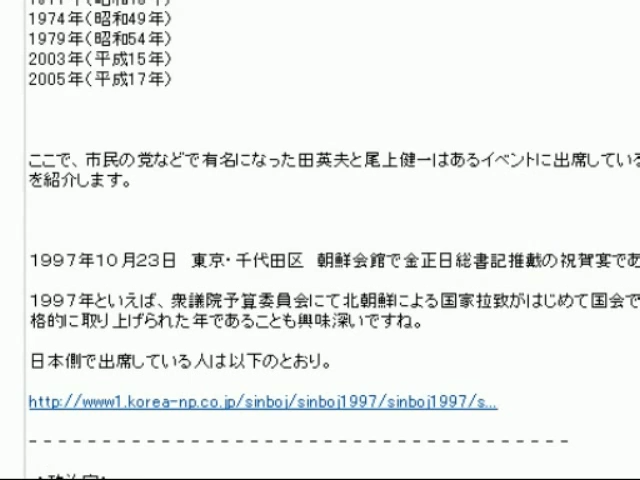 1974年(昭和49年)
1979年(昭和54年)
2003年(平成15年)
2005年(平成17年)
ここで、市民の党などで有名になった田英夫と尾上健一はあるイベントに出席している
を紹介します。
1997年10月23日　東京・千代田区　朝鮮会館で金正日総書記推戴の祝賀宴であ
1997年といえば、衆議院予算委員会にて北朝鮮による国家拉致がはじめて国会で
格的に取り上げられた年であることも興味深いですね。
日本側で出席している人は以下のとおり。
http://www1.korea-np.co.jp/sinboj/sinboj1997/sinboj1997/s...
- - - - - - - - - - - - - - - - - - - - - - - - - - - - - - - - - - - - - -